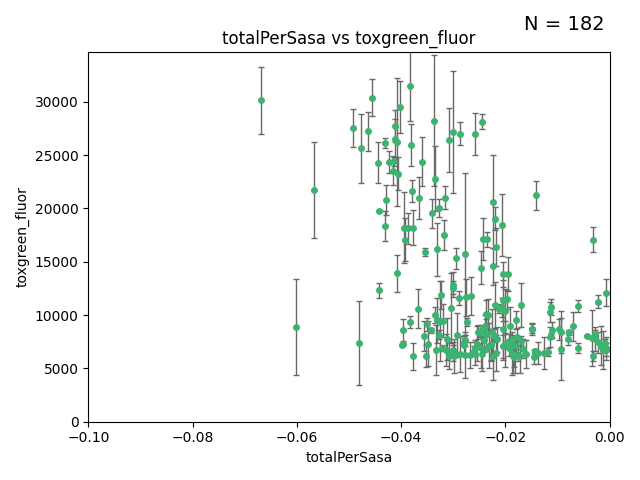 N = 182
totalPerSasa vs toxgreen_fluor
toxgreen_fluor
30000
25000
20000
15000
10000
5000
0
−0.10 −0.08 −0.06 −0.04 −0.02 0.00
totalPerSasa